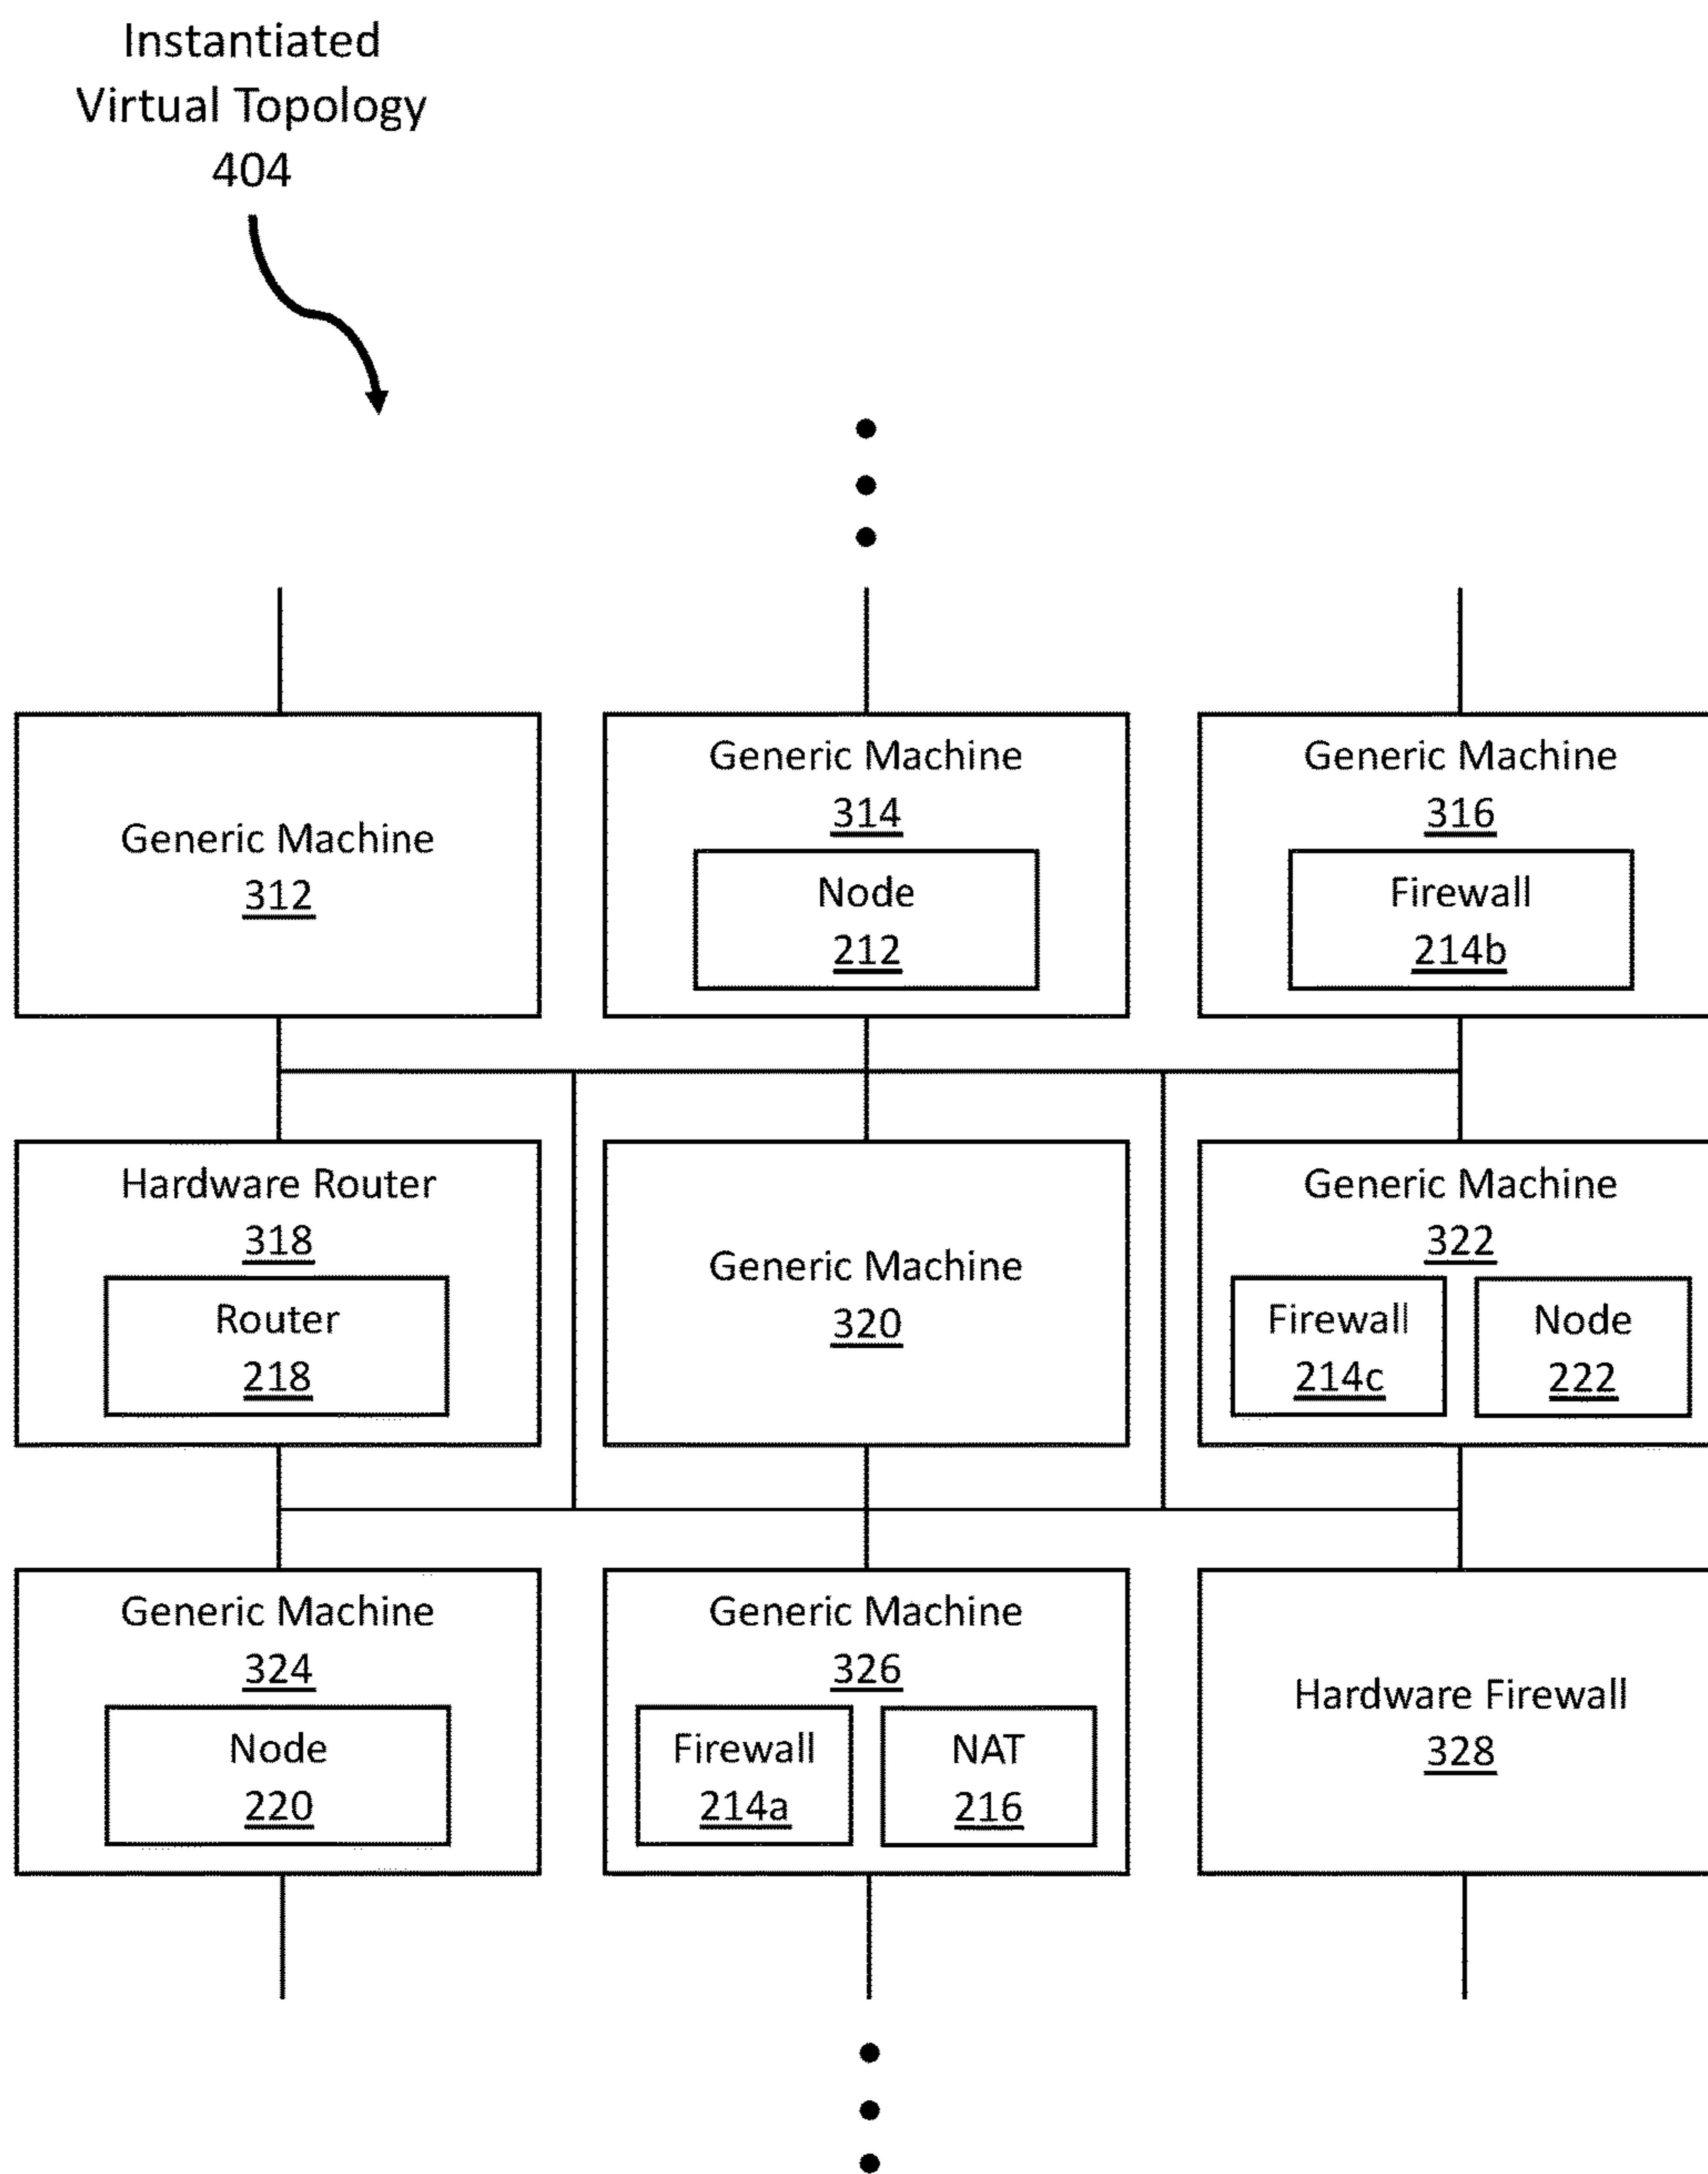 Instantiated
Virtual Topology
404
Generic Machine
312
Generic Machine
314
Node
212
Generic Machine
316
Firewall
214b
Hardware Router
318
Router
218
Generic Machine
320
Generic Machine
322
Firewall
214c
Node
222
Generic Machine
324
Node
220
Generic Machine
326
Firewall
214a
NAT
216
Hardware Firewall
328